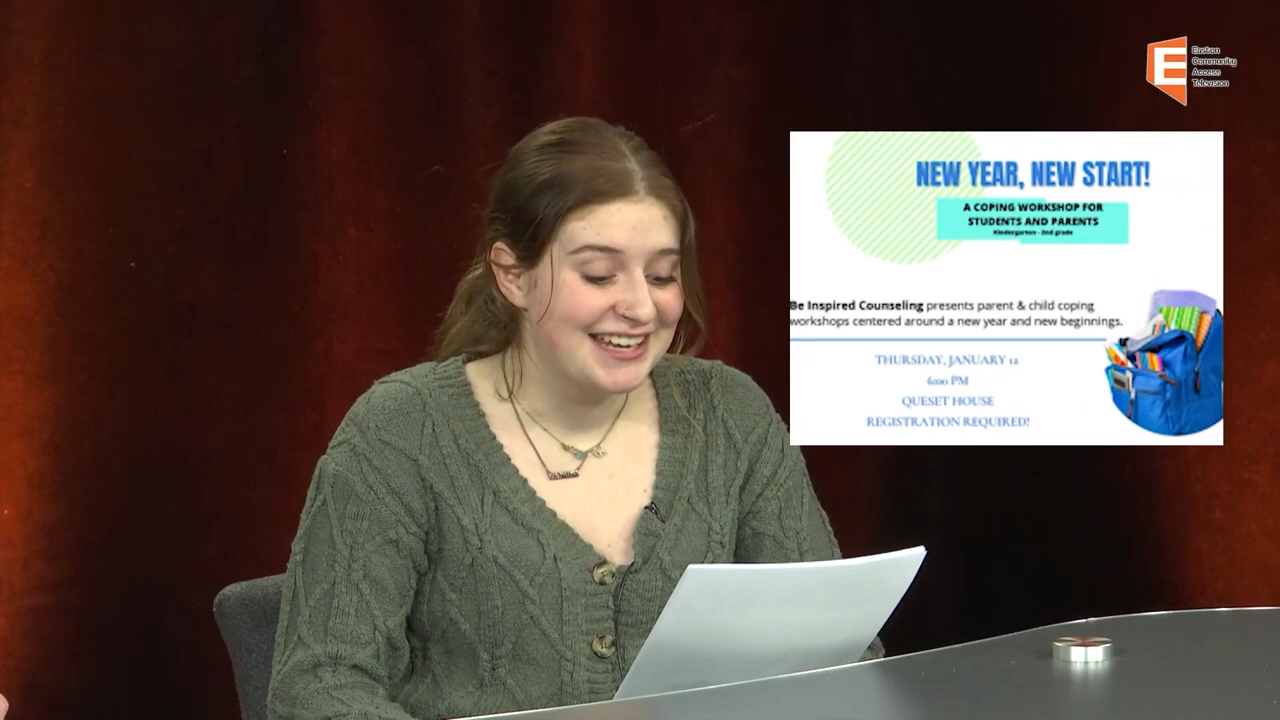 Easton
Community
Access
Television
NEW YEAR, NEW START!
A COPING WORKSHOP FOR
STUDENTS AND PARENTS
Kindergarten - 2nd grade
Be Inspired Counseling presents parent & child coping
workshops centered around a new year and new beginnings.
THURSDAY, JANUARY 12
6:00 PM
QUESET HOUSE
REGISTRATION REQUIRED!